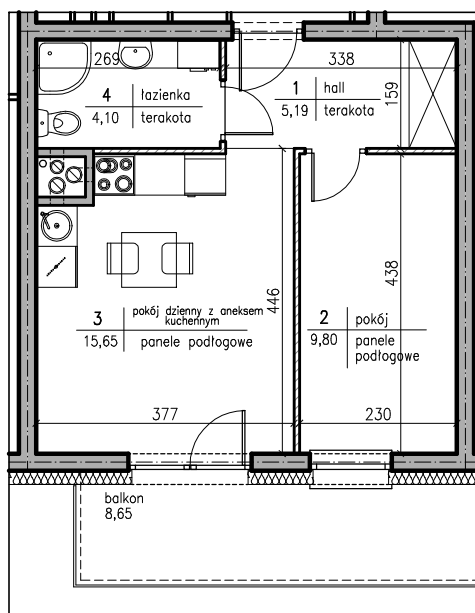 269
338
4 łazienka
4,10 terakota
1 hall
5,19 terakota
159
3 pokój dzienny z aneksem
kuchennym
15,65 panele podłogowe
446
438
2 pokój
9,80 panele
podłogowe
377
230
balkon
8,65